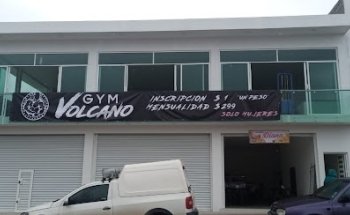 GYM
VOLCANO
INSCRIPCION $1 UN PESO
MENSUALIDAD $299
SOLO MUJERES